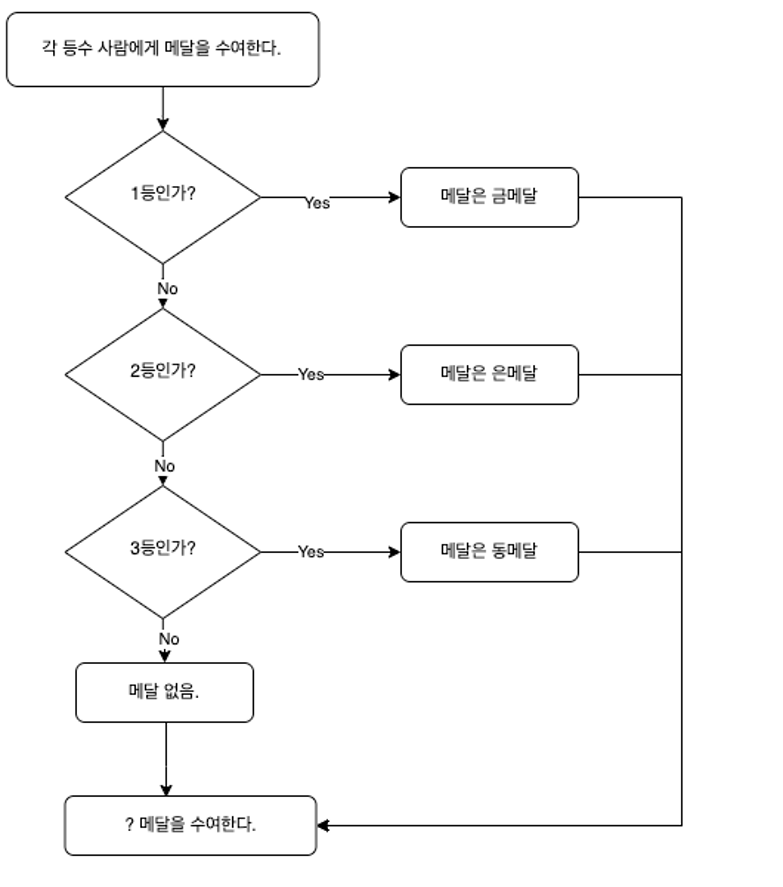 각 등수 사람에게 메달을 수여한다.
1등인가?
Yes
메달은 금메달
No
2등인가?
Yes
메달은 은메달
No
3등인가?
Yes
메달은 동메달
No
메달 없음.
? 메달을 수여한다.